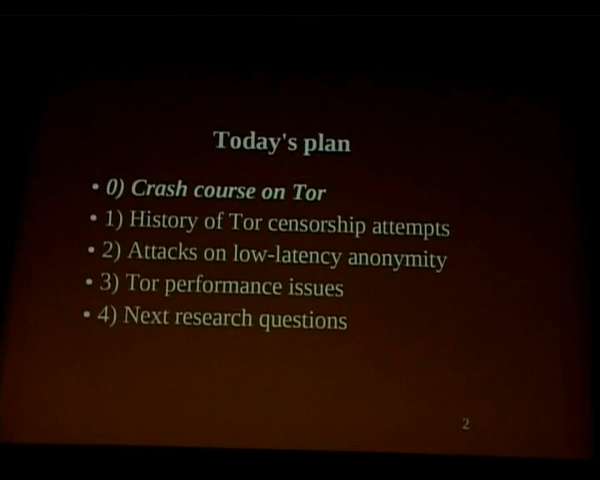 Today's plan
• 0) Crash course on Tor
• 1) History of Tor censorship attempts
• 2) Attacks on low-latency anonymity
• 3) Tor performance issues
• 4) Next research questions
2